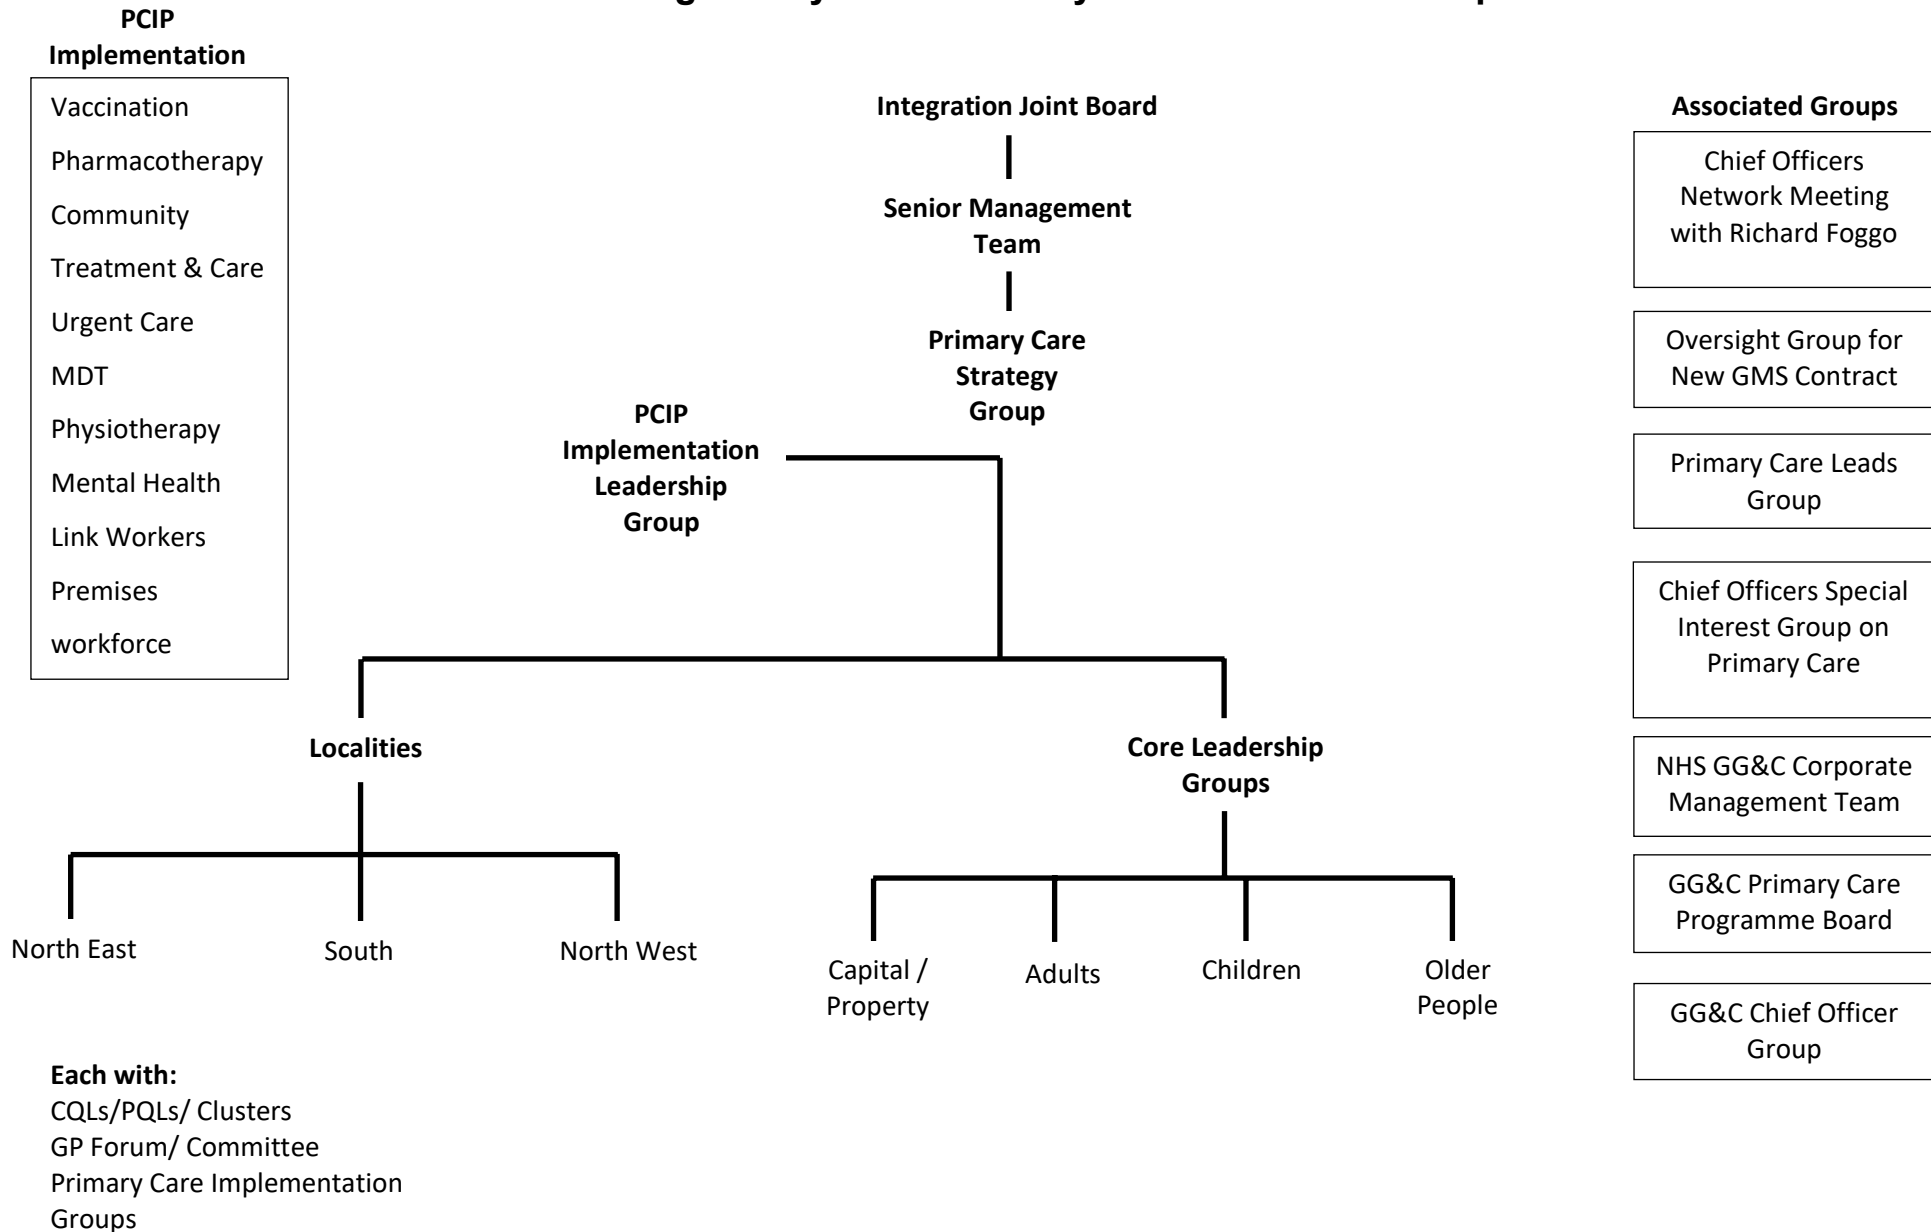 PCIP
Implementation
Vaccination
Pharmacotherapy
Community
Treatment & Care
Urgent Care
MDT
Physiotherapy
Mental Health
Link Workers
Premises
workforce
Integration Joint Board
Senior Management
Team
Primary Care
Strategy
Group
PCIP
Implementation
Leadership
Group
Localities
North East
South
North West
Each with:
CQLs/PQLs/ Clusters
GP Forum/ Committee
Primary Care Implementation
Groups
Core Leadership
Groups
Capital /
Property
Adults
Children
Older
People
Associated Groups
Chief Officers
Network Meeting
with Richard Foggo
Oversight Group for
New GMS Contract
Primary Care Leads
Group
Chief Officers Special
Interest Group on
Primary Care
NHS GG&C Corporate
Management Team
GG&C Primary Care
Programme Board
GG&C Chief Officer
Group